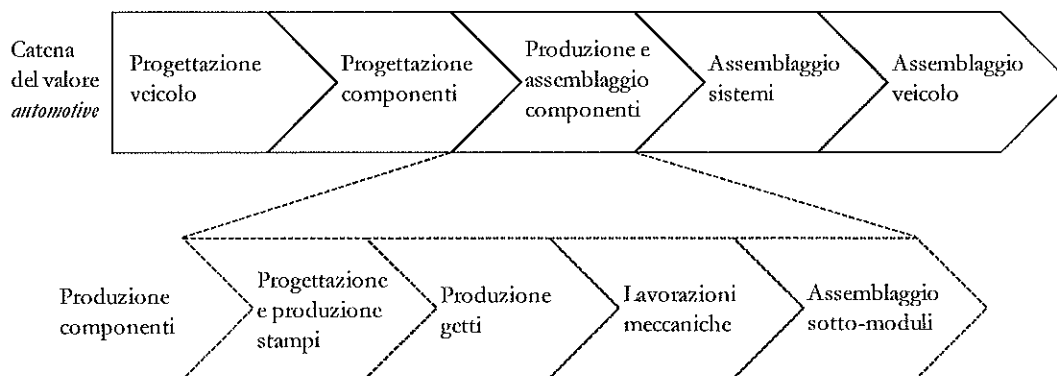 Catena
del valore
automotive
Progettazione
veicolo
Progettazione
componenti
Produzione e
assemblaggio
componenti
Assemblaggio
sistemi
Assemblaggio
veicolo
Produzione
componenti
Progettazione
e produzione
stampi
Produzione
getti
Lavorazioni
meccaniche
Assemblaggio
sotto-moduli